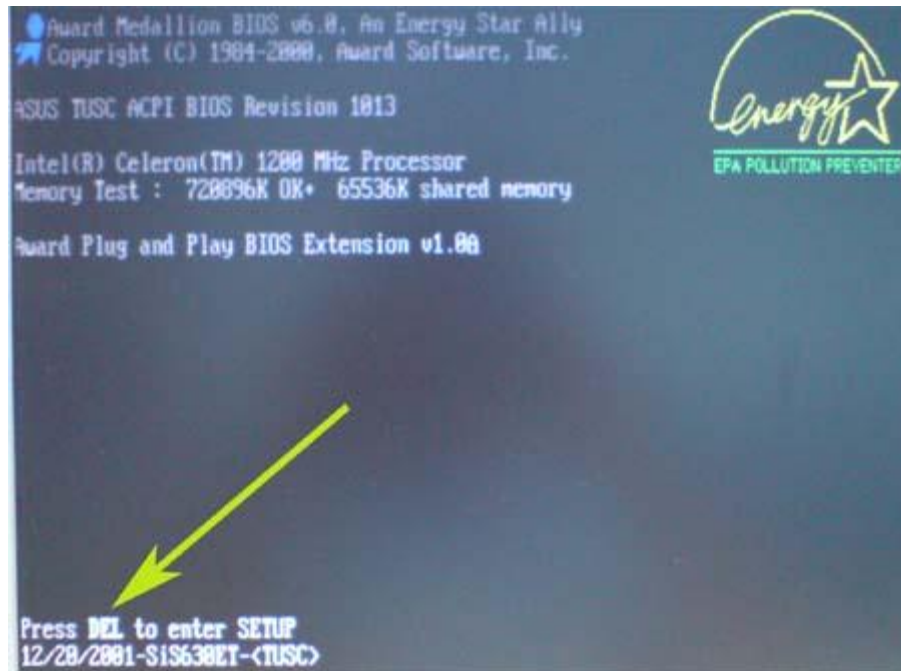 Award Medallion BIOS v6.0, An Energy Star Ally
Copyright (C) 1984-2000, Award Software, Inc.
energy
EPA POLLUTION PREVENTER
ASUS TUSC ACPI BIOS Revision 1013
Intel(R) Celeron(TM) 1200 MHz Processor
Memory Test : 720896K OK+ 65536K shared memory
Award Plug and Play BIOS Extension v1.0A
Press DEL to enter SETUP
12/20/2001-SiS630ET-<TUSC>